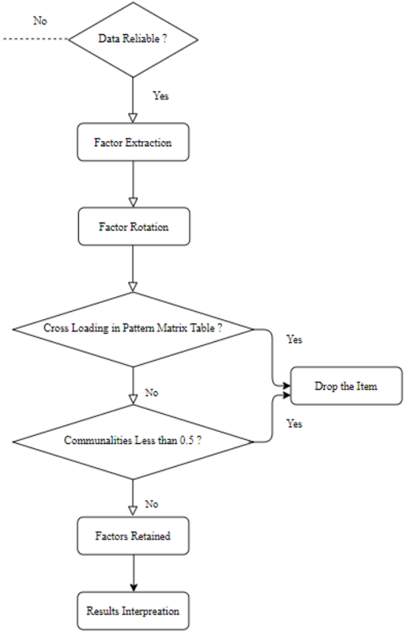 No
Data Reliable ?
Yes
Factor Extraction
Factor Rotation
Cross Loading in Pattern Matrix Table ?
Yes
Drop the Item
No
Communalities Less than 0.5 ?
Yes
No
Factors Retained
Results Interpreation